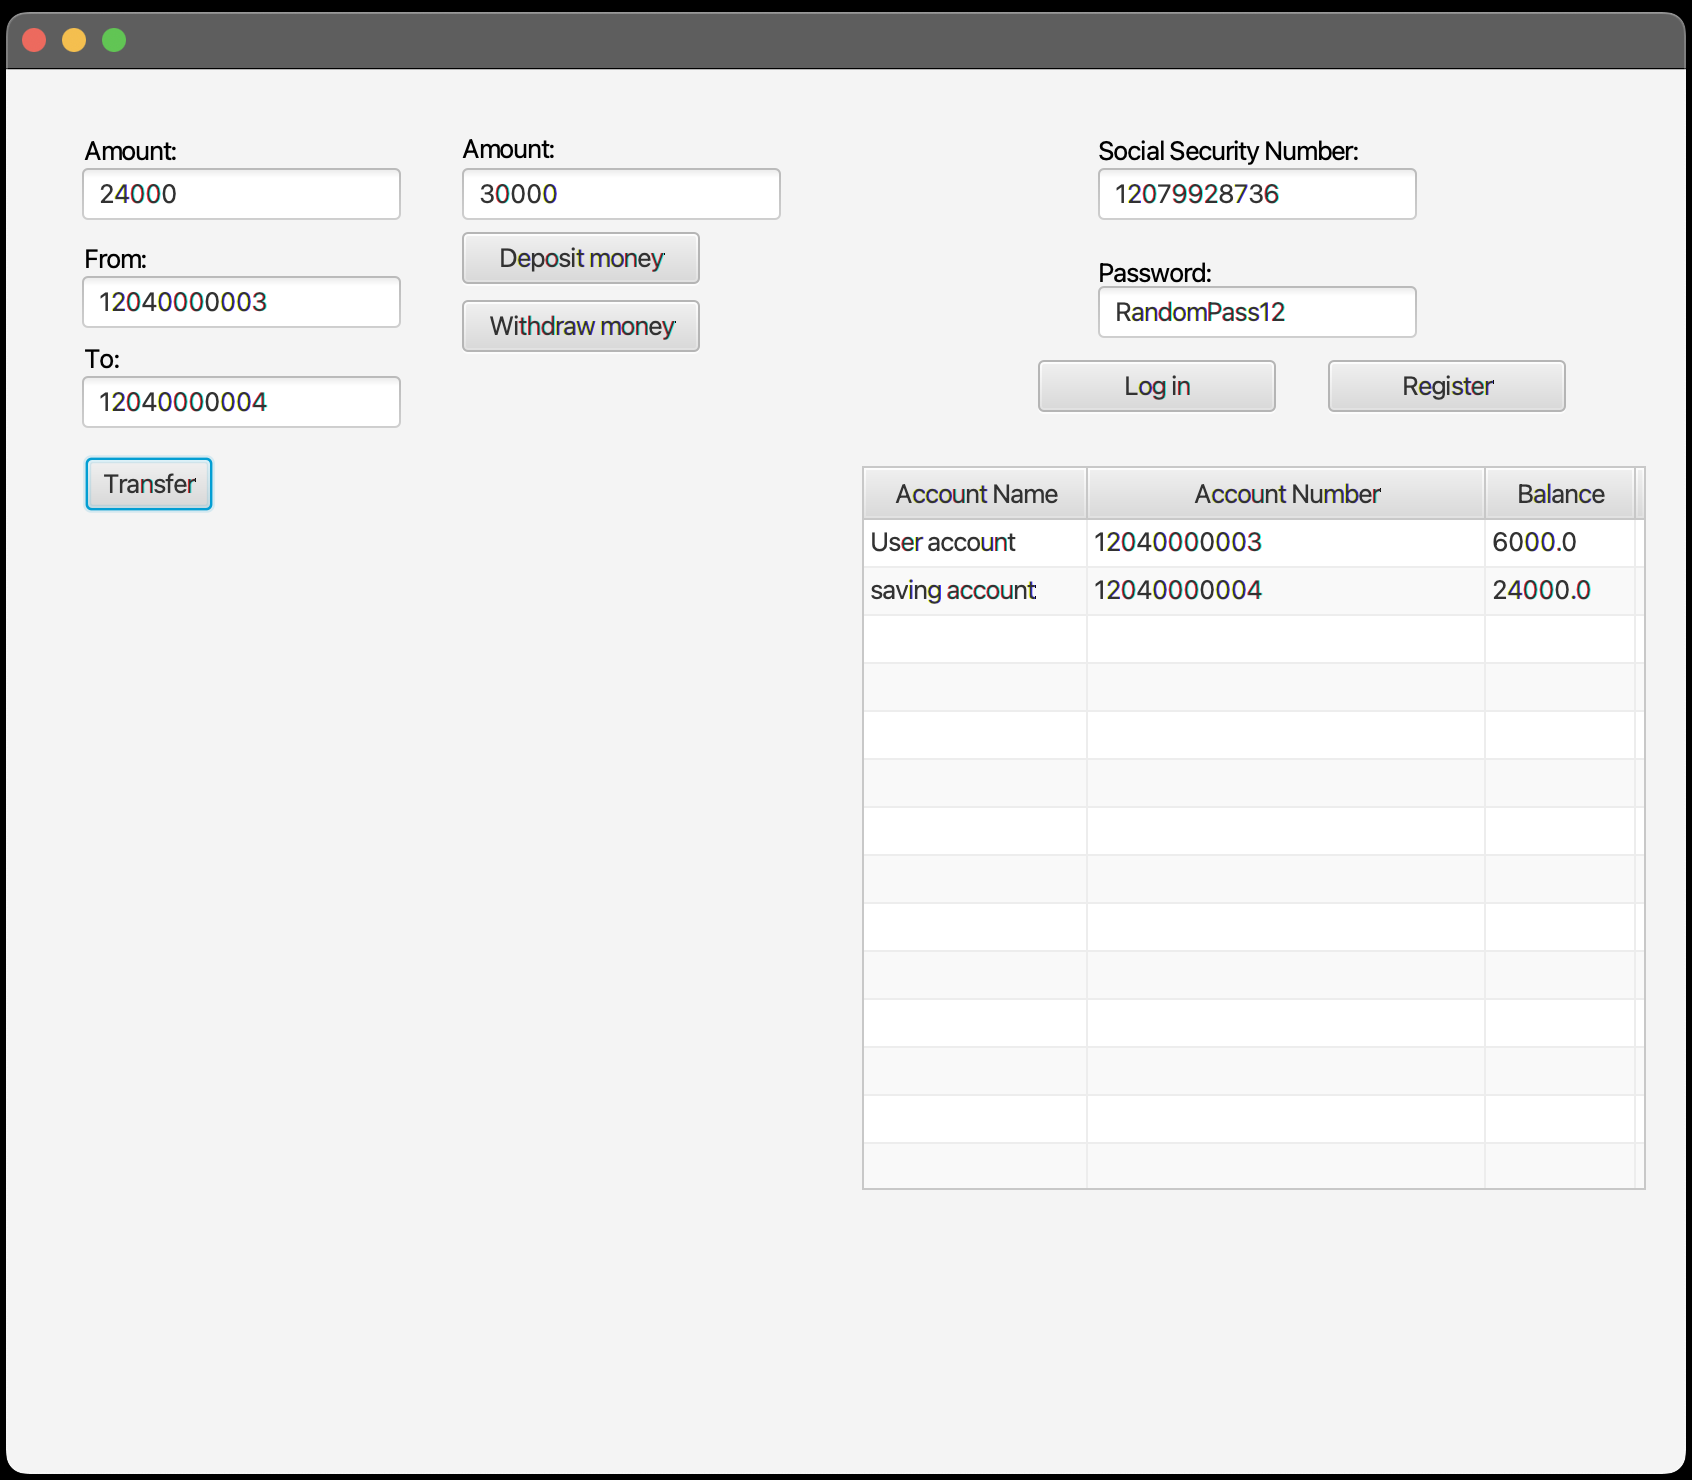 Amount:
24000
From:
12040000003
To:
12040000004
Transfer
Amount:
30000
Deposit money
Withdraw money
Social Security Number:
12079928736
Password:
RandomPass12
Log in
Register
Account Name Account Number Balance
User account 12040000003 6000.0
saving account 12040000004 24000.0